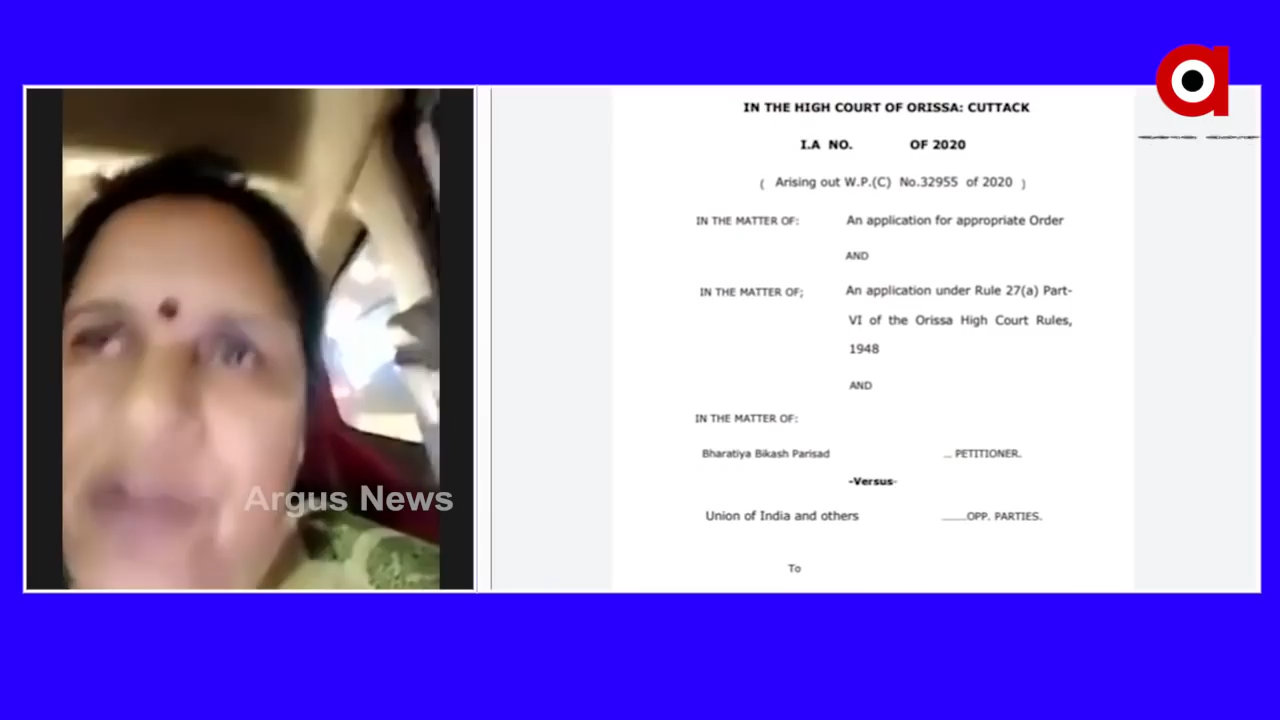 IN THE HIGH COURT OF ORISSA: CUTTACK
I.A NO. OF 2020
( Arising out W.P.(C) No.32955 of 2020 )
IN THE MATTER OF: An application for appropriate Order
AND
IN THE MATTER OF; An application under Rule 27(a) Part-
VI of the Orissa High Court Rules,
1948
AND
IN THE MATTER OF:
Bharatiya Bikash Parisad ... PETITIONER.
-Versus-
Union of India and others ........OPP. PARTIES.
To
Argus News
a